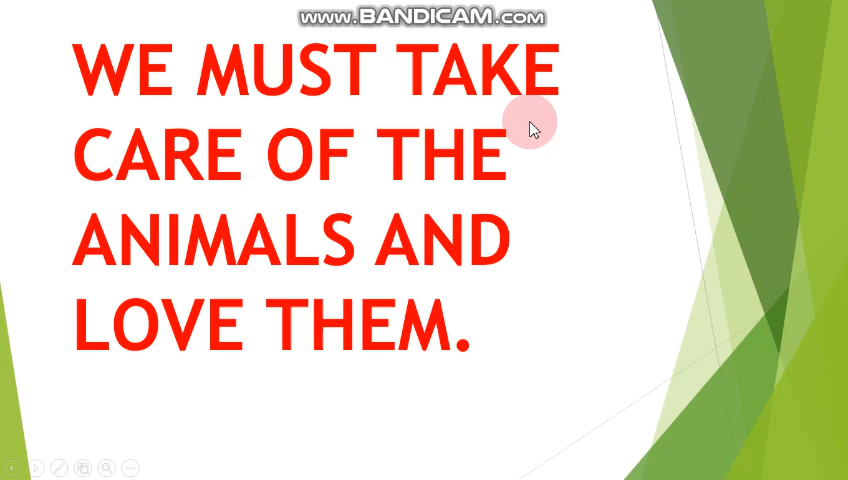 www.BANDICAM.com
WE MUST TAKE
CARE OF THE
ANIMALS AND
LOVE THEM.